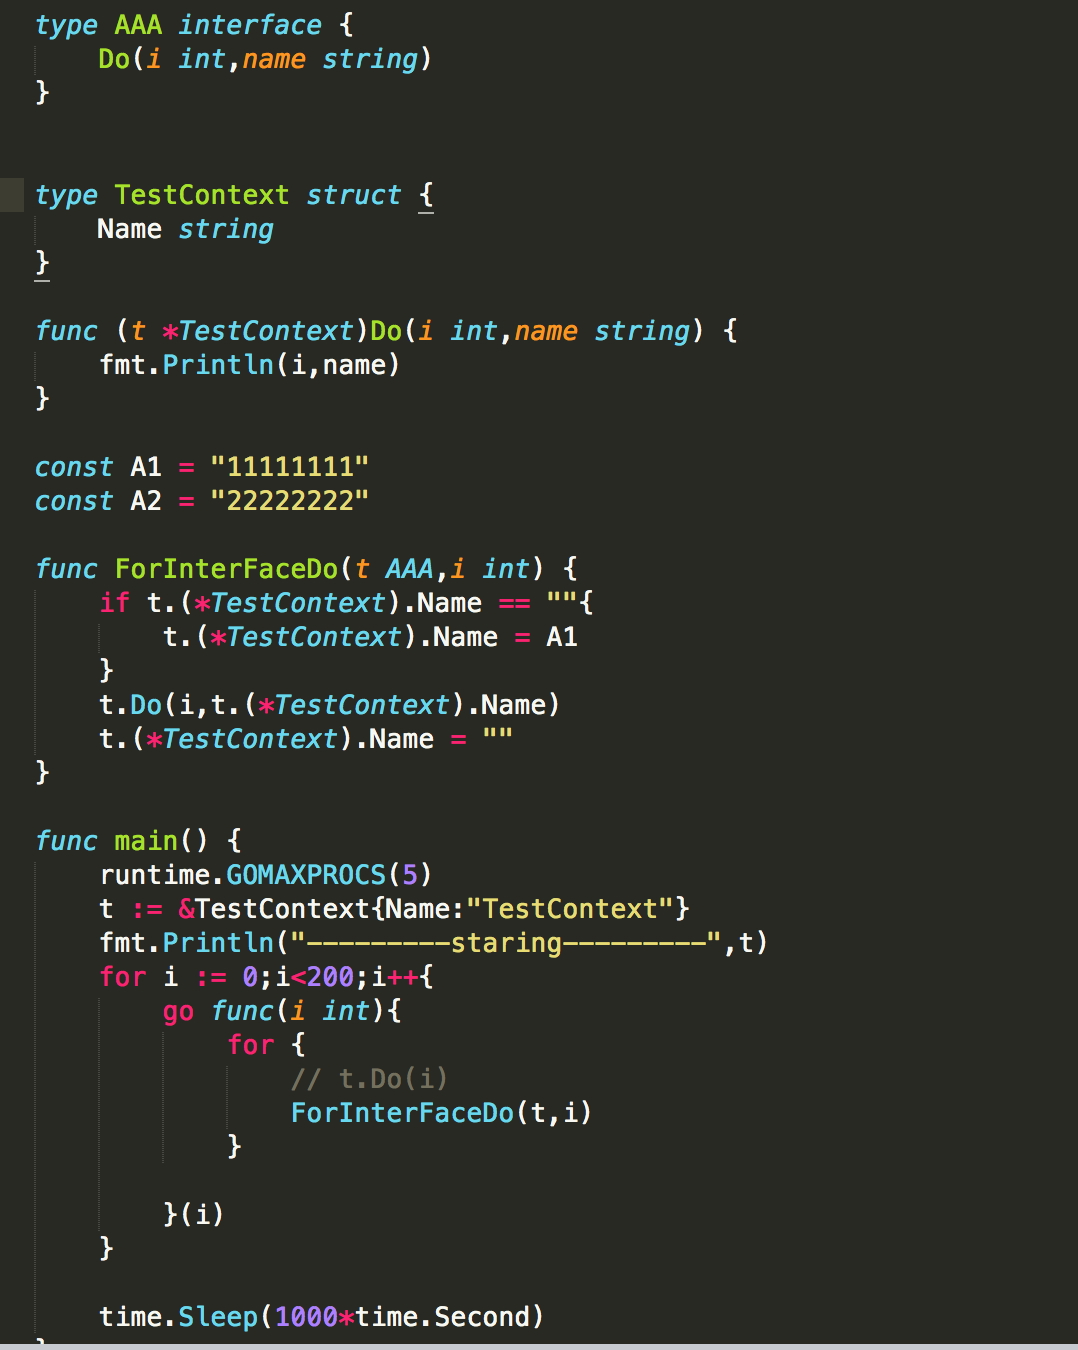 type AAA interface {
    Do(i int,name string)
}
type TestContext struct {
    Name string
}
func (t *TestContext)Do(i int,name string) {
    fmt.Println(i,name)
}
const A1 = "11111111"
const A2 = "22222222"
func ForInterFaceDo(t AAA,i int) {
    if t.(*TestContext).Name == ""{
        t.(*TestContext).Name = A1
    }
    t.Do(i,t.(*TestContext).Name)
    t.(*TestContext).Name = ""
}
func main() {
    runtime.GOMAXPROCS(5)
    t := &TestContext{Name:"TestContext"}
    fmt.Println("---------staring---------",t)
    for i := 0;i<200;i++{
        go func(i int){
            for {
                // t.Do(i)
                ForInterFaceDo(t,i)
            }
        }(i)
    }
    time.Sleep(1000*time.Second)